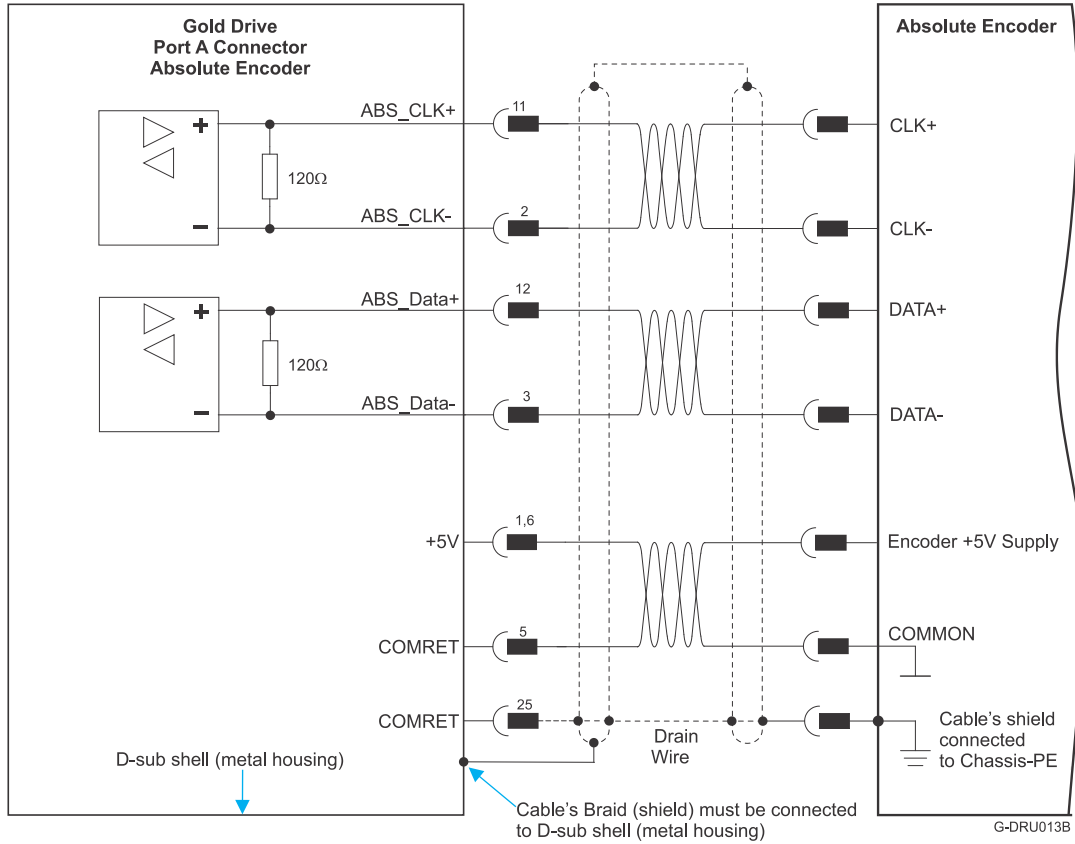 Gold Drive
Port A Connector
Absolute Encoder
Absolute Encoder
+
-
120Ω
ABS_CLK+
11
CLK+
ABS_CLK-
2
CLK-
+
-
120Ω
ABS_Data+
12
DATA+
ABS_Data-
3
DATA-
+5V
1,6
Encoder +5V Supply
COMRET
5
COMMON
COMRET
25
Drain
Wire
Cable's shield
connected
to Chassis-PE
D-sub shell (metal housing)
Cable's Braid (shield) must be connected
to D-sub shell (metal housing)
G-DRU013B